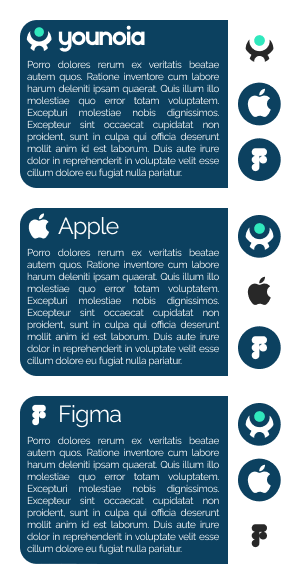 younoia
Porro dolores rerum ex veritatis beatae
autem quos. Ratione inventore cum labore
harum deleniti ipsam quaerat. Quis illum illo
molestiae quo error totam voluptatem.
Excepturi molestiae nobis dignissimos.
Excepteur sint occaecat cupidatat non
proident, sunt in culpa qui officia deserunt
mollit anim id est laborum. Duis aute irure
dolor in reprehenderit in voluptate velit esse
cillum dolore eu fugiat nulla pariatur.
Apple
Porro dolores rerum ex veritatis beatae
autem quos. Ratione inventore cum labore
harum deleniti ipsam quaerat. Quis illum illo
molestiae quo error totam voluptatem.
Excepturi molestiae nobis dignissimos.
Excepteur sint occaecat cupidatat non
proident, sunt in culpa qui officia deserunt
mollit anim id est laborum. Duis aute irure
dolor in reprehenderit in voluptate velit esse
cillum dolore eu fugiat nulla pariatur.
Figma
Porro dolores rerum ex veritatis beatae
autem quos. Ratione inventore cum labore
harum deleniti ipsam quaerat. Quis illum illo
molestiae quo error totam voluptatem.
Excepturi molestiae nobis dignissimos.
Excepteur sint occaecat cupidatat non
proident, sunt in culpa qui officia deserunt
mollit anim id est laborum. Duis aute irure
dolor in reprehenderit in voluptate velit esse
cillum dolore eu fugiat nulla pariatur.